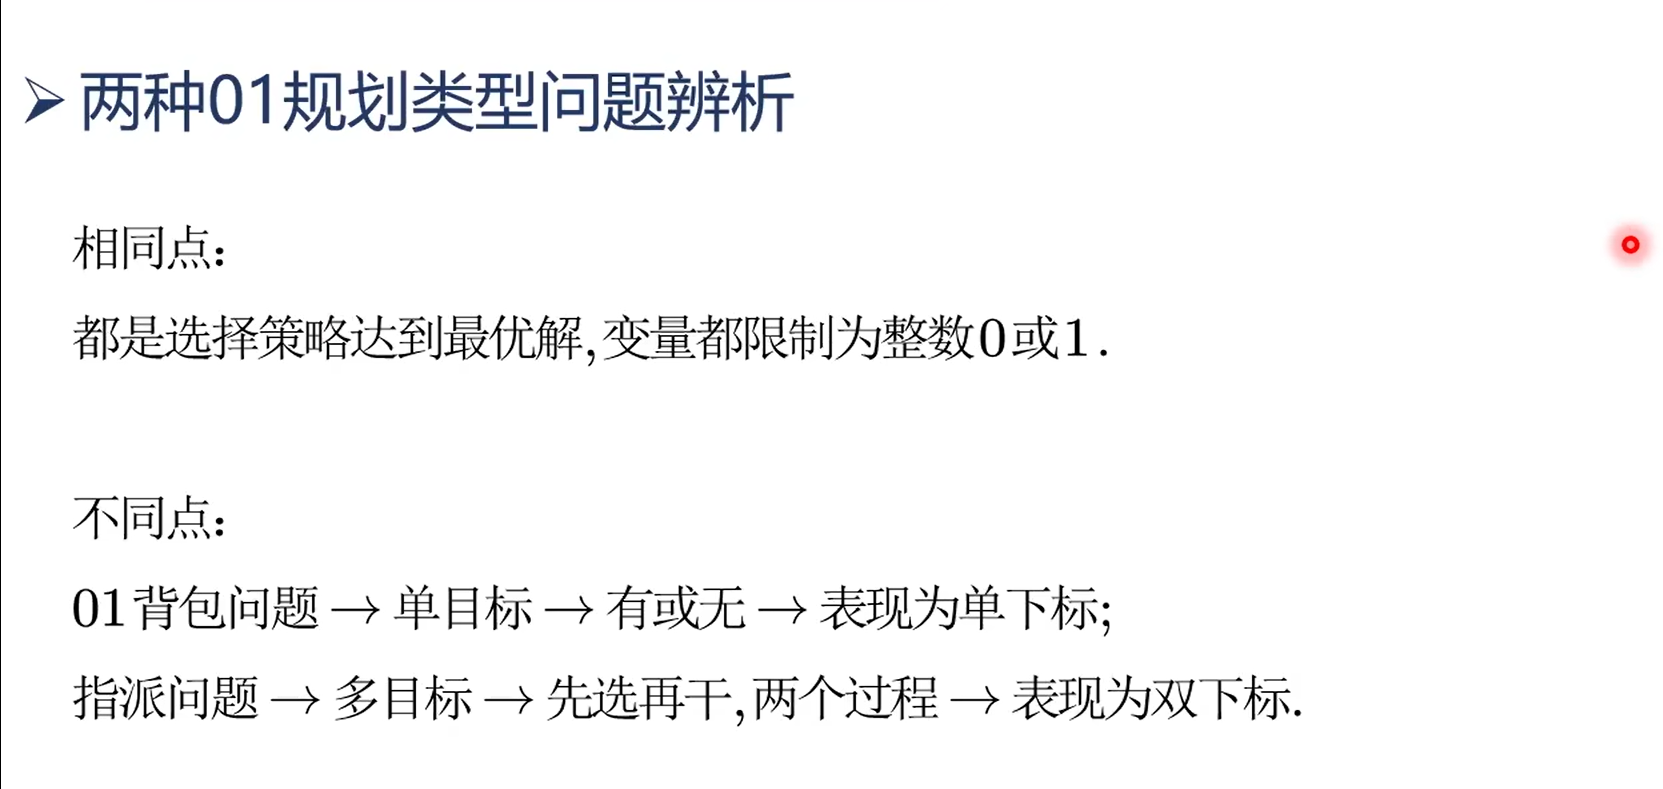 ➢两种01规划类型问题辨析
相同点:
都是选择策略达到最优解,变量都限制为整数0或1.
不同点:
01背包问题→单目标→有或无→表现为单下标;
指派问题→多目标→先选再干,两个过程→表现为双下标.